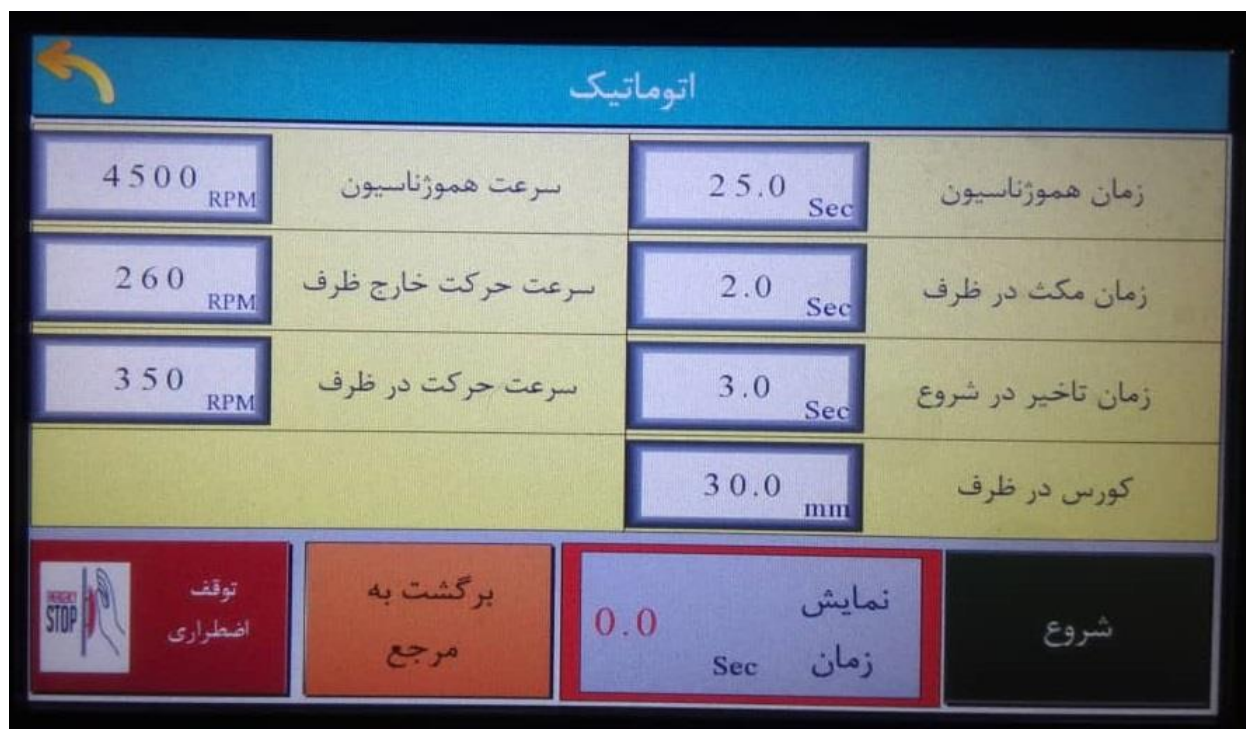 اتوماتیک
زمان هموژناسیون
25.0 Sec
سرعت هموژناسیون
4500 RPM
زمان مکث در ظرف
2.0 Sec
سرعت حرکت خارج ظرف
260 RPM
زمان تاخیر در شروع
3.0 Sec
سرعت حرکت در ظرف
350 RPM
کورس در ظرف
30.0 mm
شروع
نمایش
زمان
0.0 Sec
برگشت به
مرجع
توقف
اضطراری
EMERGENCY
STOP